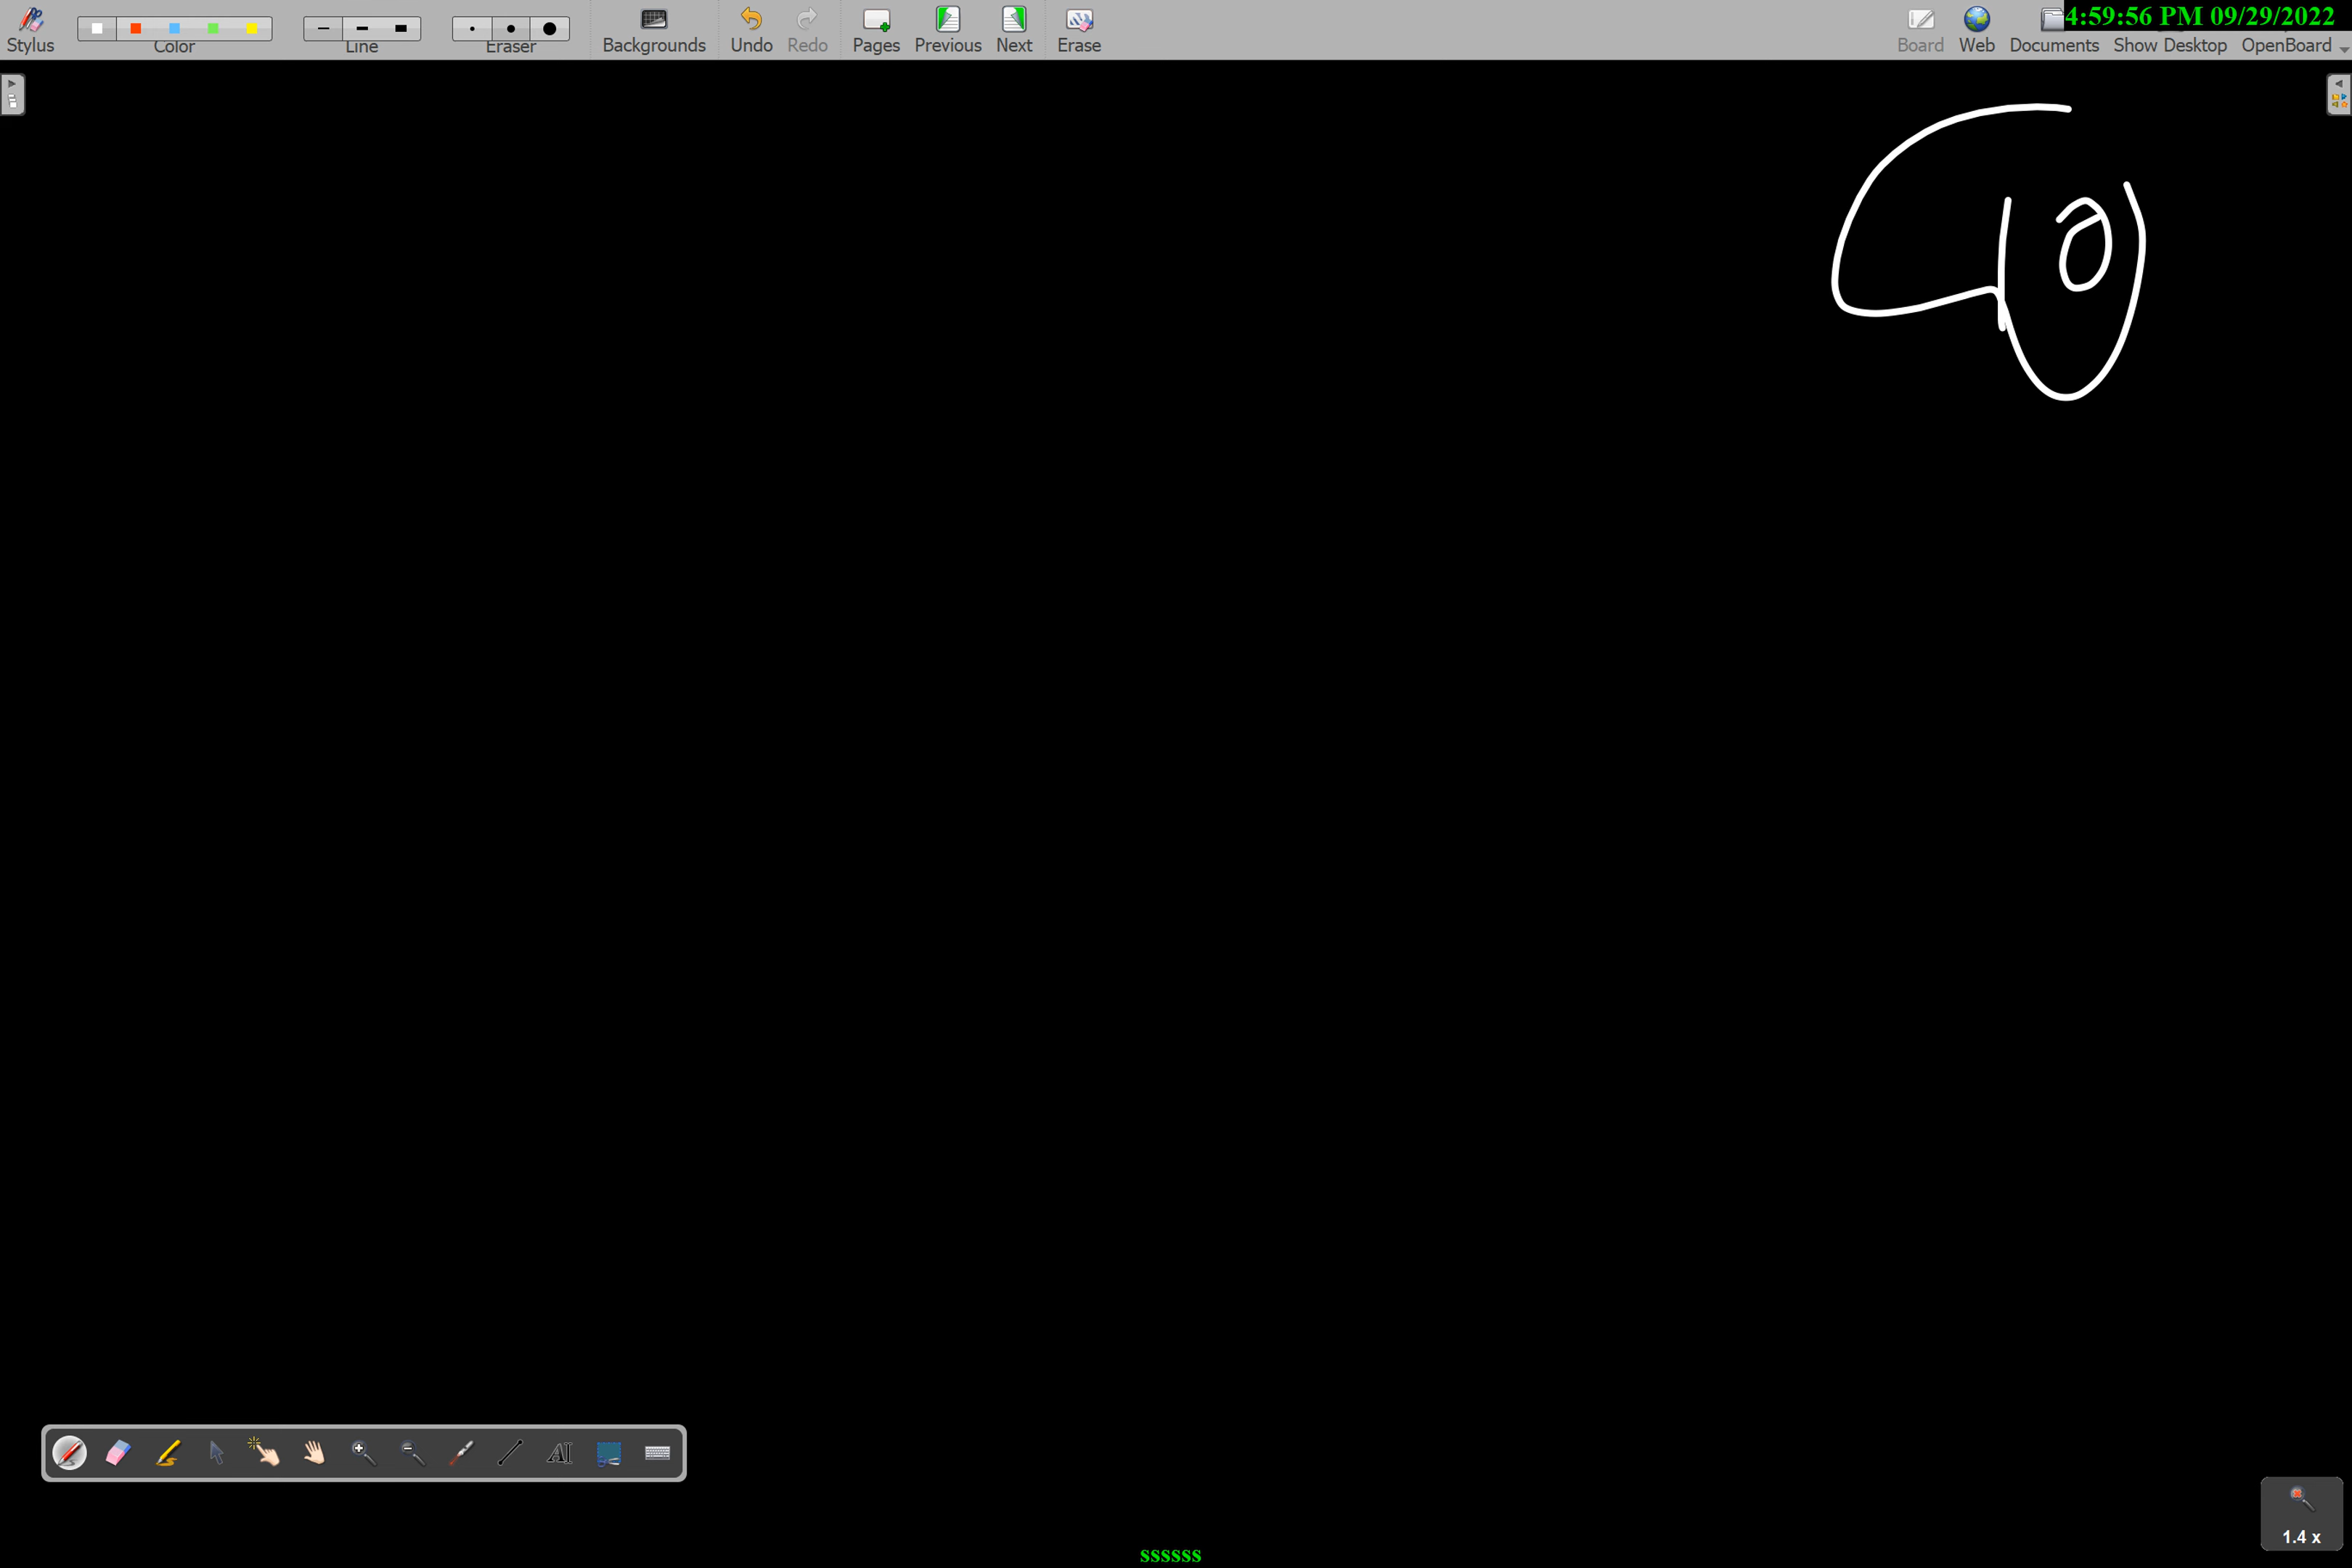 4:59:56 PM 09/29/2022
Stylus Color Line Eraser Backgrounds Undo Redo Pages Previous Next Erase Board Web Documents Show Desktop OpenBoard
10
1.4 x
ssssss